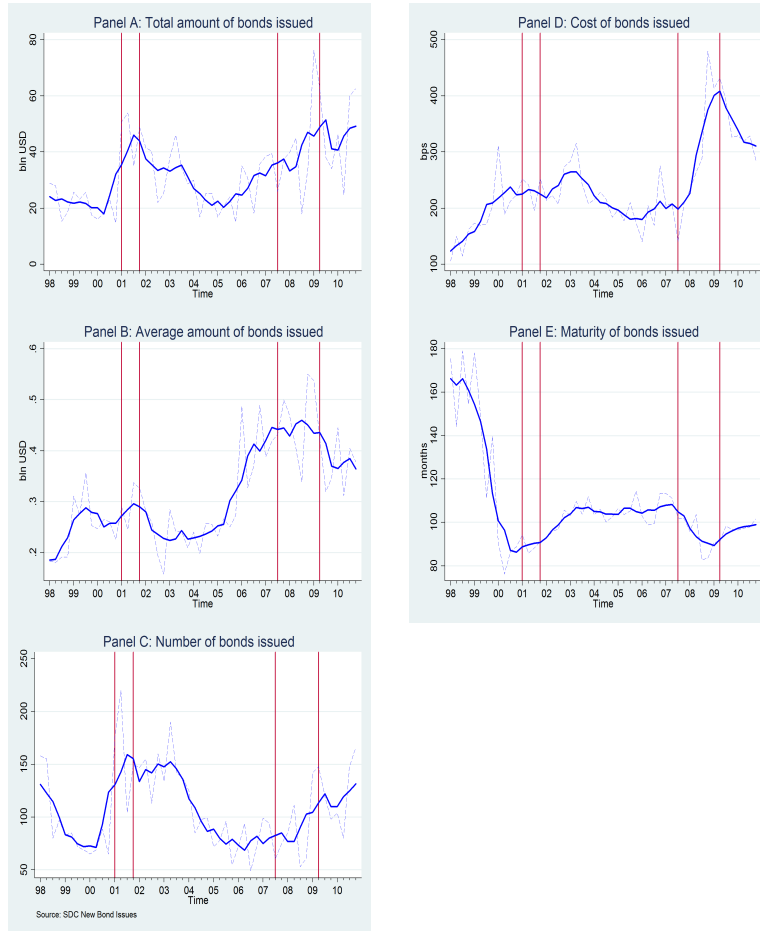 Panel A: Total amount of bonds issued
80
60
40
20
0
bln USD
98 99 00 01 02 03 04 05 06 07 08 09 10
Time
Panel D: Cost of bonds issued
500
400
200
100
98 99 00 01 02 03 04 05 06 07 08 09 10
Time
Panel B: Average amount of bonds issued
.6
.5
.4
.3
.2
bln USD
98 99 00 01 02 03 04 05 06 07 08 09 10
Time
Panel E: Maturity of bonds issued
180
160
140
120
100
80
months
98 99 00 01 02 03 04 05 06 07 08 09 10
Time
Panel C: Number of bonds issued
250
200
150
100
50
98 99 00 01 02 03 04 05 06 07 08 09 10
Time
Source: SDC New Bond Issues